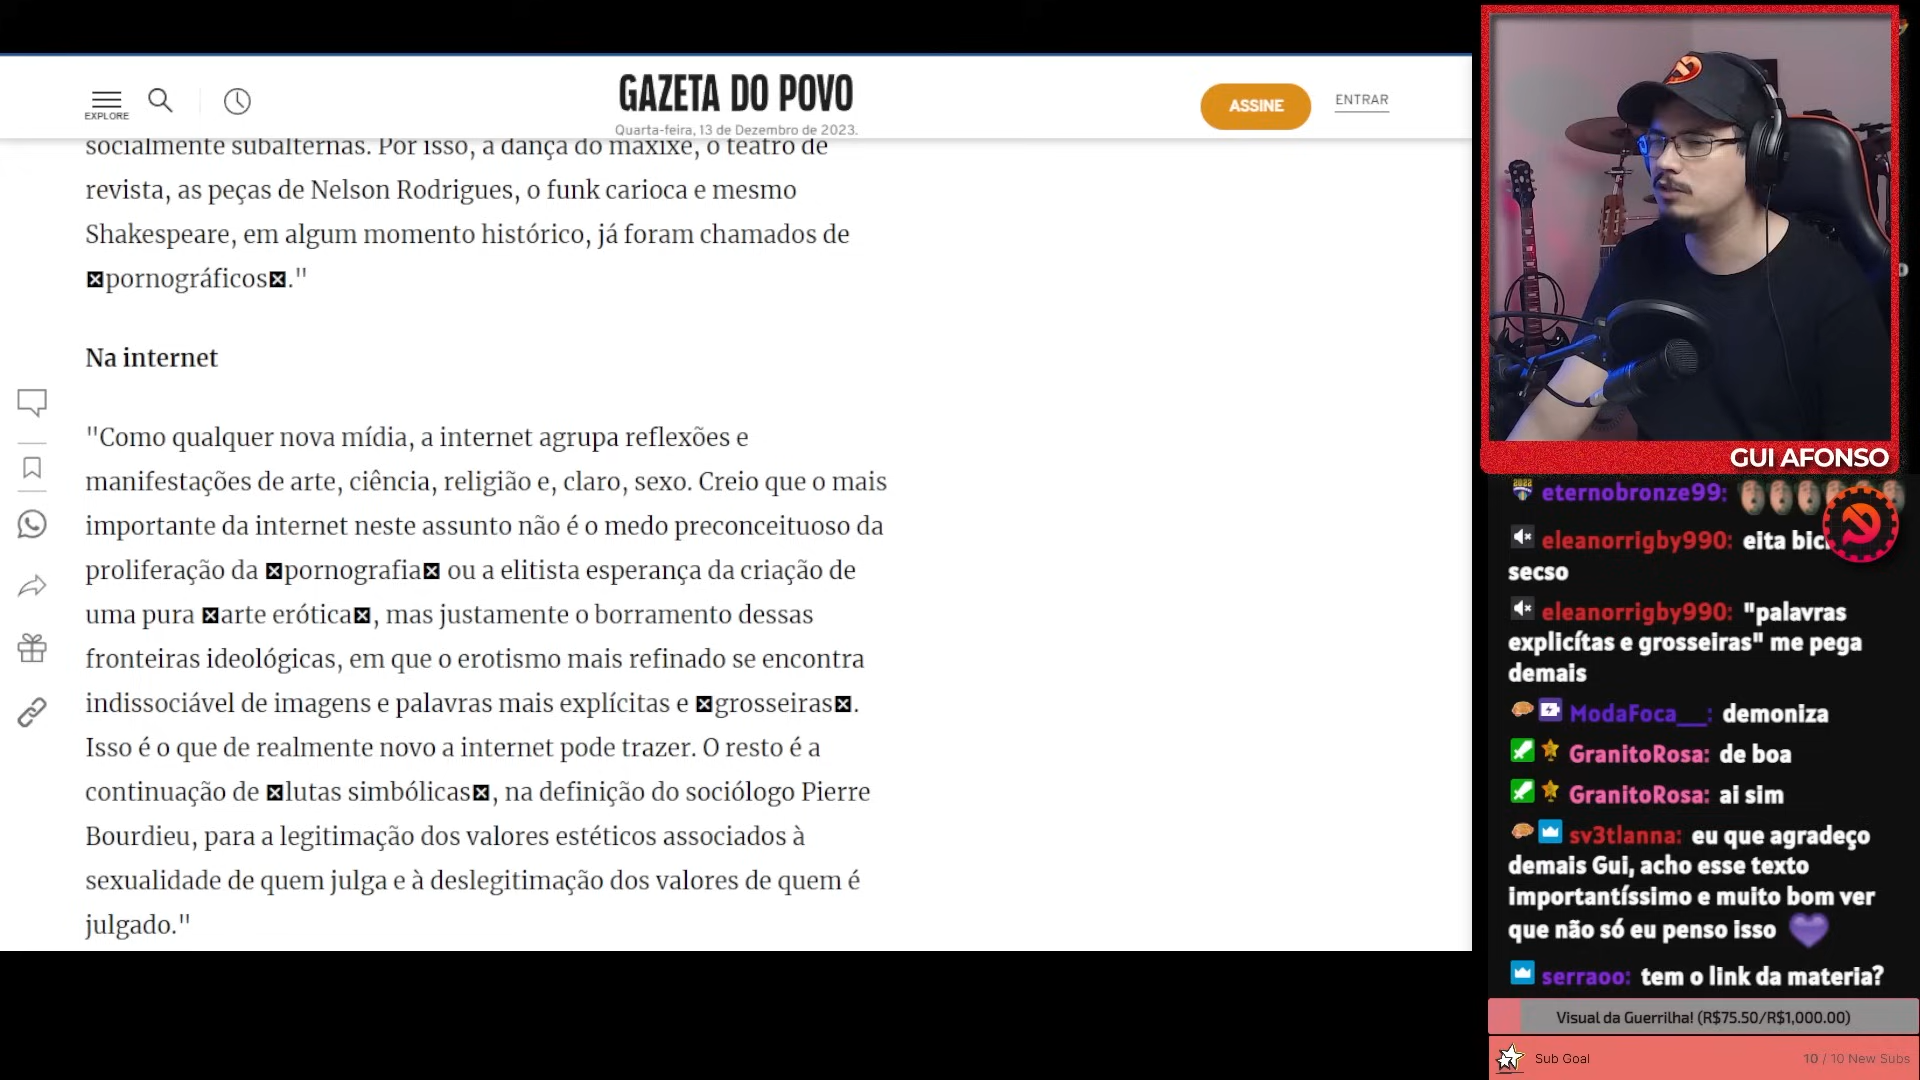 EXPLORE
GAZETA DO POVO
Quarta-feira, 13 de Dezembro de 2023.
ASSINE
ENTRAR
socialmente subalternas. Por isso, a dança do maxixe, o teatro de
revista, as peças de Nelson Rodrigues, o funk carioca e mesmo
Shakespeare, em algum momento histórico, já foram chamados de
pornográficos."
Na internet
"Como qualquer nova mídia, a internet agrupa reflexões e
manifestações de arte, ciência, religião e, claro, sexo. Creio que o mais
importante da internet neste assunto não é o medo preconceituoso da
proliferação da pornografia ou a elitista esperança da criação de
uma pura arte erótica, mas justamente o borramento dessas
fronteiras ideológicas, em que o erotismo mais refinado se encontra
indissociável de imagens e palavras mais explícitas e grosseiras.
Isso é o que de realmente novo a internet pode trazer. O resto é a
continuação de lutas simbólicas, na definição do sociólogo Pierre
Bourdieu, para a legitimação dos valores estéticos associados à
sexualidade de quem julga e à deslegitimação dos valores de quem é
julgado."
GUI AFONSO
eternobronze99:
eleanorrigby990: eita
secso
eleanorrigby990: "palavras
explicítas e grosseiras" me pega
demais
ModaFoca__: demoniza
GranitoRosa: de boa
GranitoRosa: ai sim
sv3tlanna: eu que agradeço
demais Gui, acho esse texto
importantíssimo e muito bom ver
que não só eu penso isso
serraoo: tem o link da materia?
Visual da Guerrilha! (R$75.50/R$1,000.00)
Sub Goal
10 / 10 New Subs